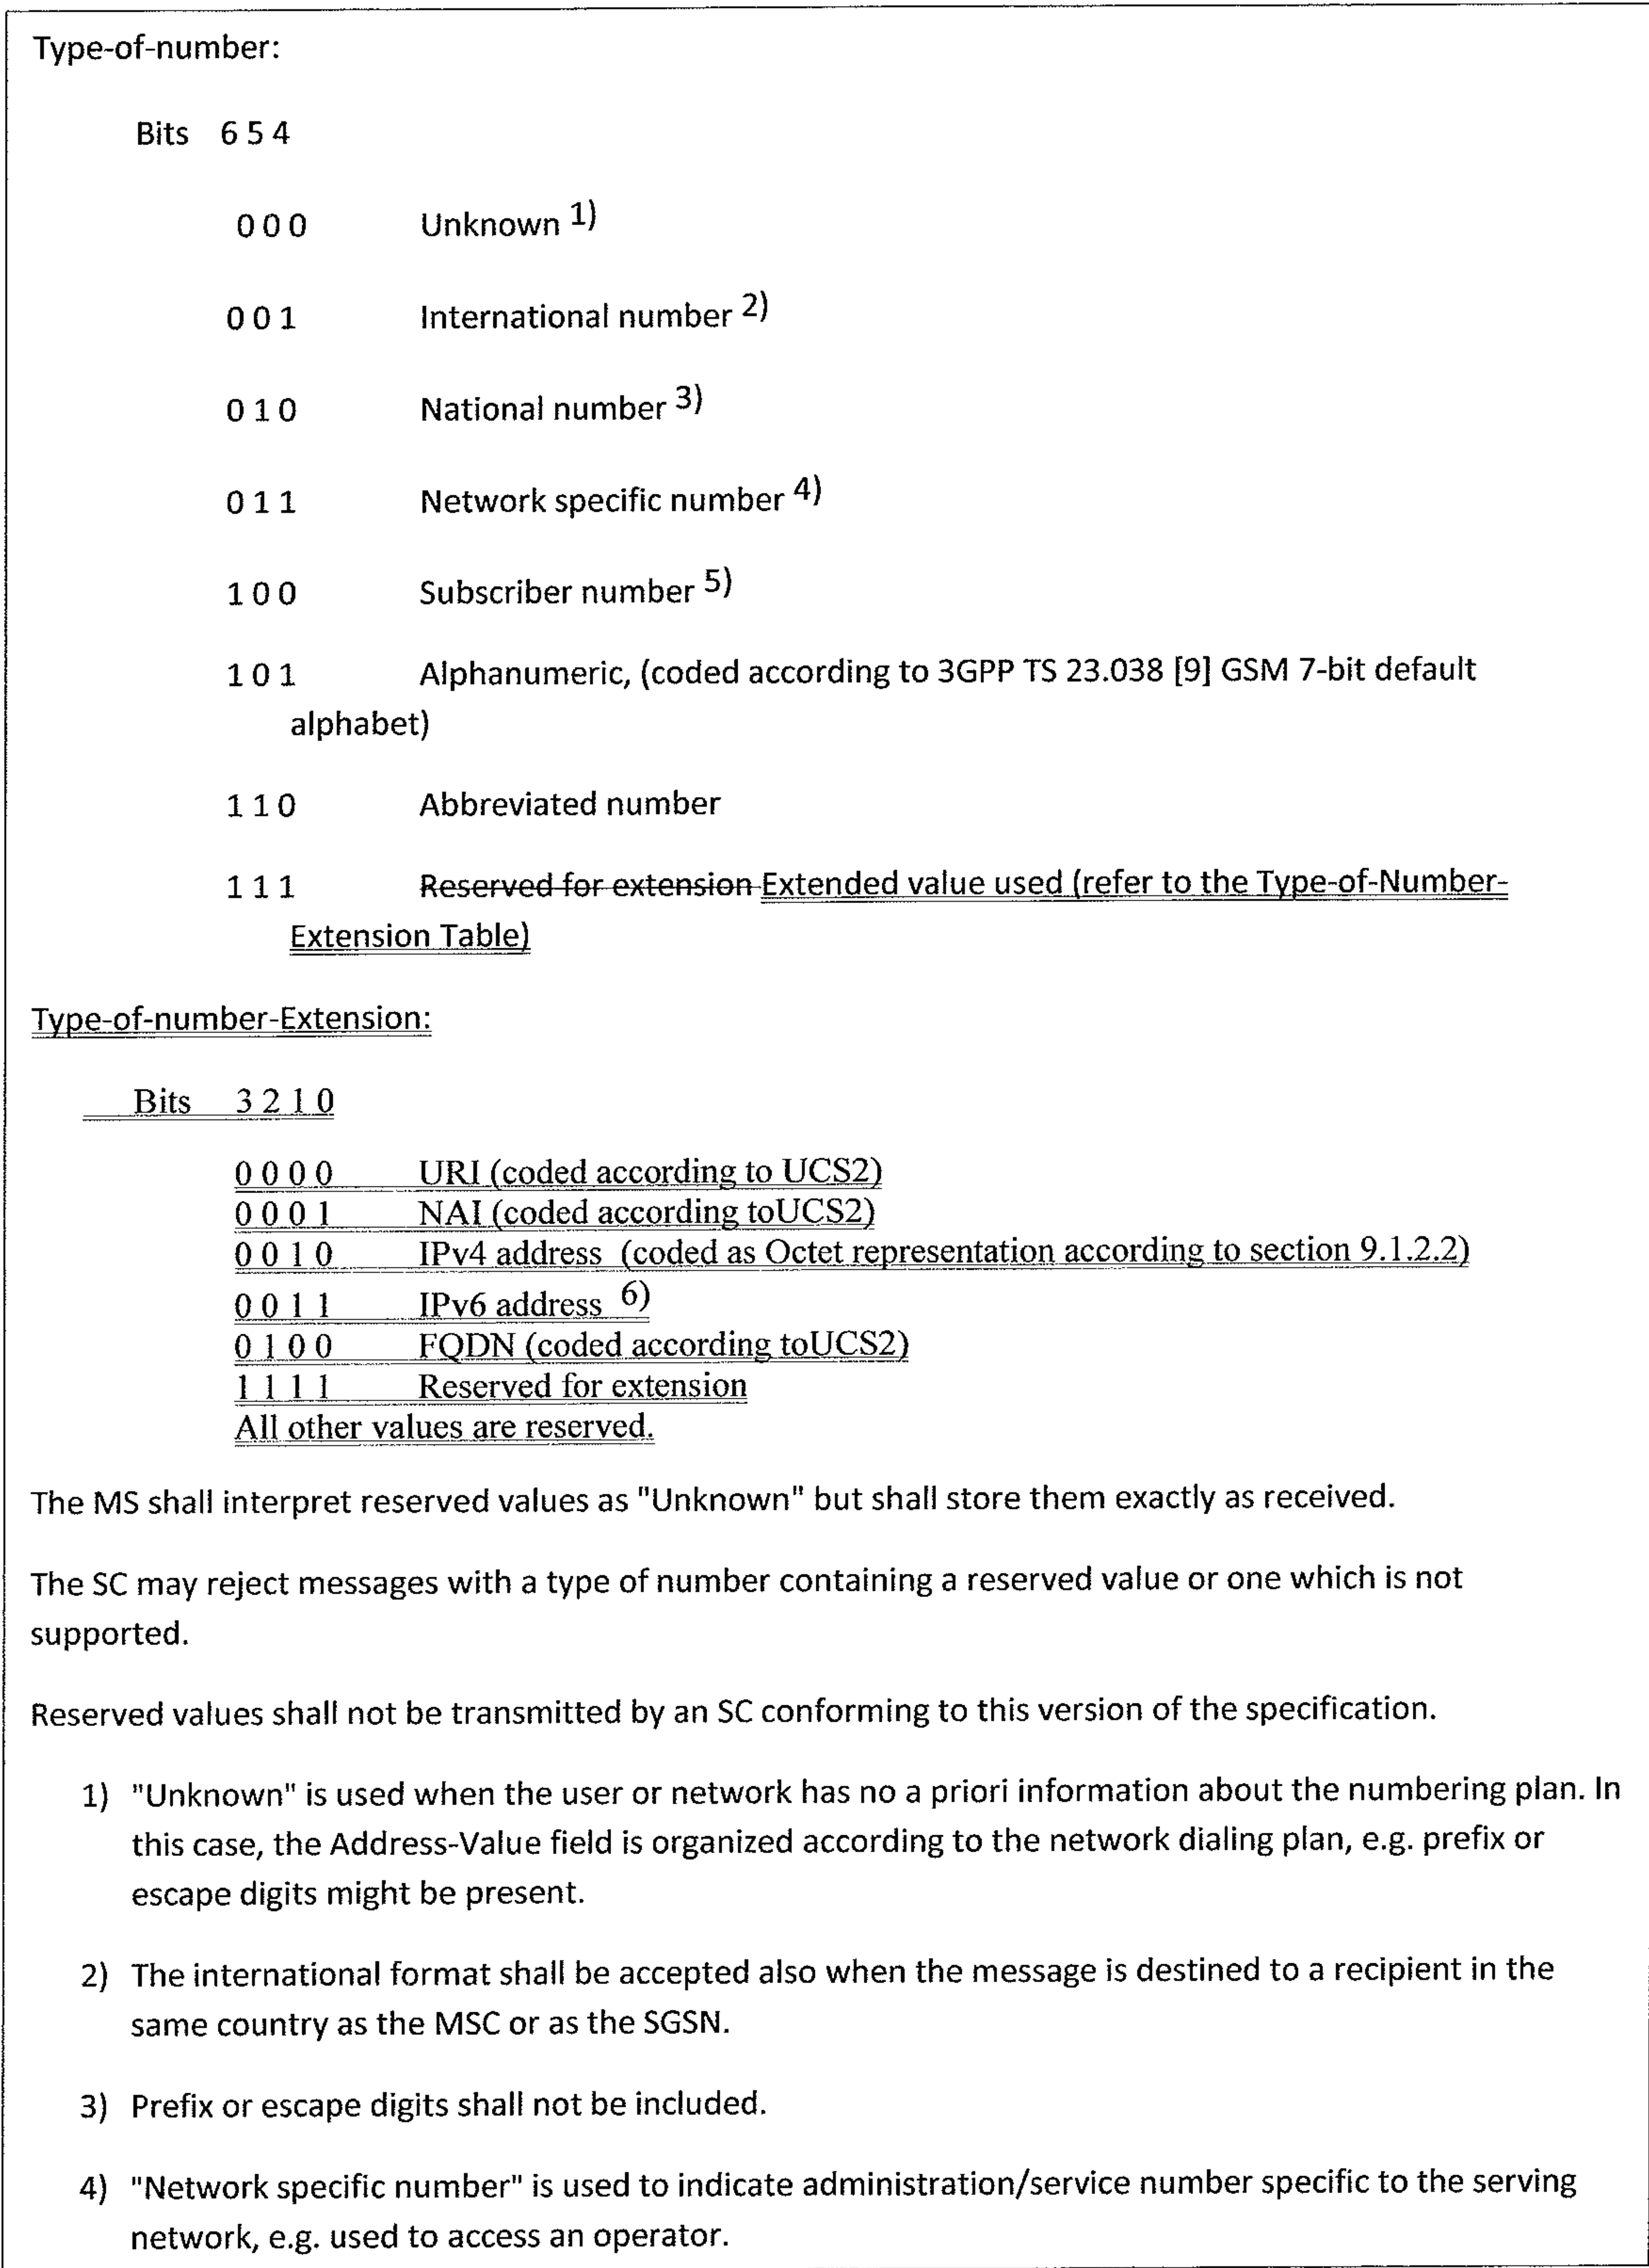 Type-of-number:
Bits 6 5 4
0 0 0 Unknown 1)
0 0 1 International number 2)
0 1 0 National number 3)
0 1 1 Network specific number 4)
1 0 0 Subscriber number 5)
1 0 1 Alphanumeric, (coded according to 3GPP TS 23.038 [9] GSM 7-bit default
alphabet)
1 1 0 Abbreviated number
1 1 1 Reserved for extension Extended value used (refer to the Type-of-Number-
Extension Table)
Type-of-number-Extension:
Bits 3 2 1 0
0 0 0 0 URI (coded according to UCS2)
0 0 0 1 NAI (coded according toUCS2)
0 0 1 0 IPv4 address (coded as Octet representation according to section 9.1.2.2)
0 0 1 1 IPv6 address 6)
0 1 0 0 FQDN (coded according toUCS2)
1 1 1 1 Reserved for extension
All other values are reserved.
The MS shall interpret reserved values as "Unknown" but shall store them exactly as received.
The SC may reject messages with a type of number containing a reserved value or one which is not
supported.
Reserved values shall not be transmitted by an SC conforming to this version of the specification.
1) "Unknown" is used when the user or network has no a priori information about the numbering plan. In
this case, the Address-Value field is organized according to the network dialing plan, e.g. prefix or
escape digits might be present.
2) The international format shall be accepted also when the message is destined to a recipient in the
same country as the MSC or as the SGSN.
3) Prefix or escape digits shall not be included.
4) "Network specific number" is used to indicate administration/service number specific to the serving
network, e.g. used to access an operator.